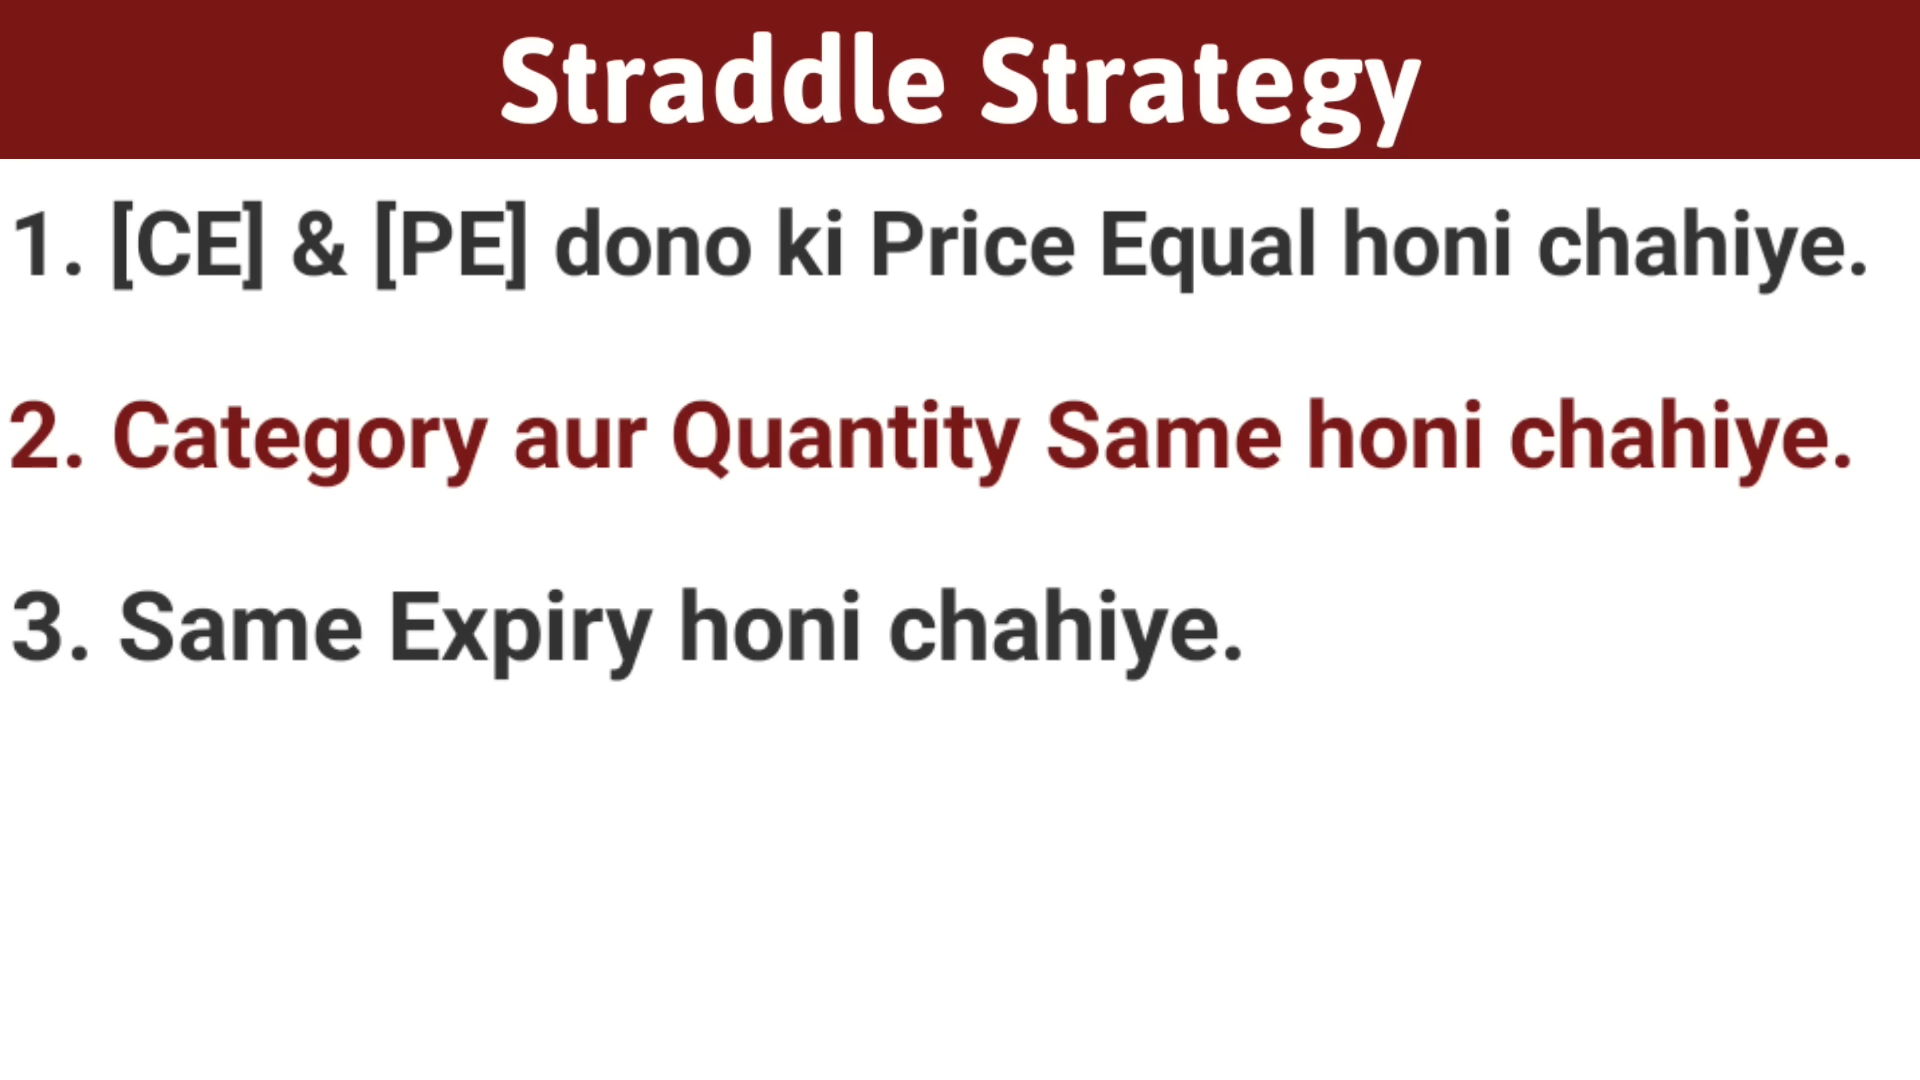 Straddle Strategy
1. [CE] & [PE] dono ki Price Equal honi chahiye.
2. Category aur Quantity Same honi chahiye.
3. Same Expiry honi chahiye.